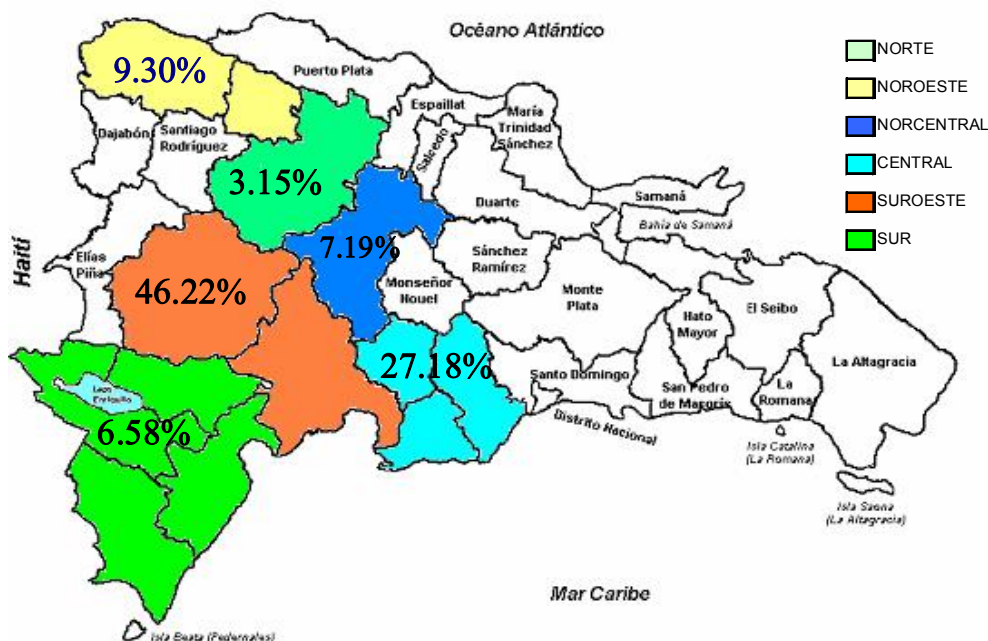 Océano Atlántico
NORTE
NOROESTE
NORCENTRAL
CENTRAL
SUROESTE
SUR
9.30%
Puerto Plata
Espaillat
María
Trinidad
Sánchez
Dajabón
Santiago
Rodríguez
Salcedo
3.15%
Duarte
Samaná
Bahía de Samaná
Haití
Elías
Piña
7.19%
Sánchez
Ramírez
Monseñor
Nouel
46.22%
Monte
Plata
Hato
Mayor
El Seibo
La Altagracia
27.18%
Santo Domingo
San Pedro
de Macorís
La
Romana
Lago
Enriquillo
6.58%
Distrito Nacional
Isla Catalina
(La Romana)
Isla Saona
(La Altagracia)
Mar Caribe
Isla Beata (Pedernales)